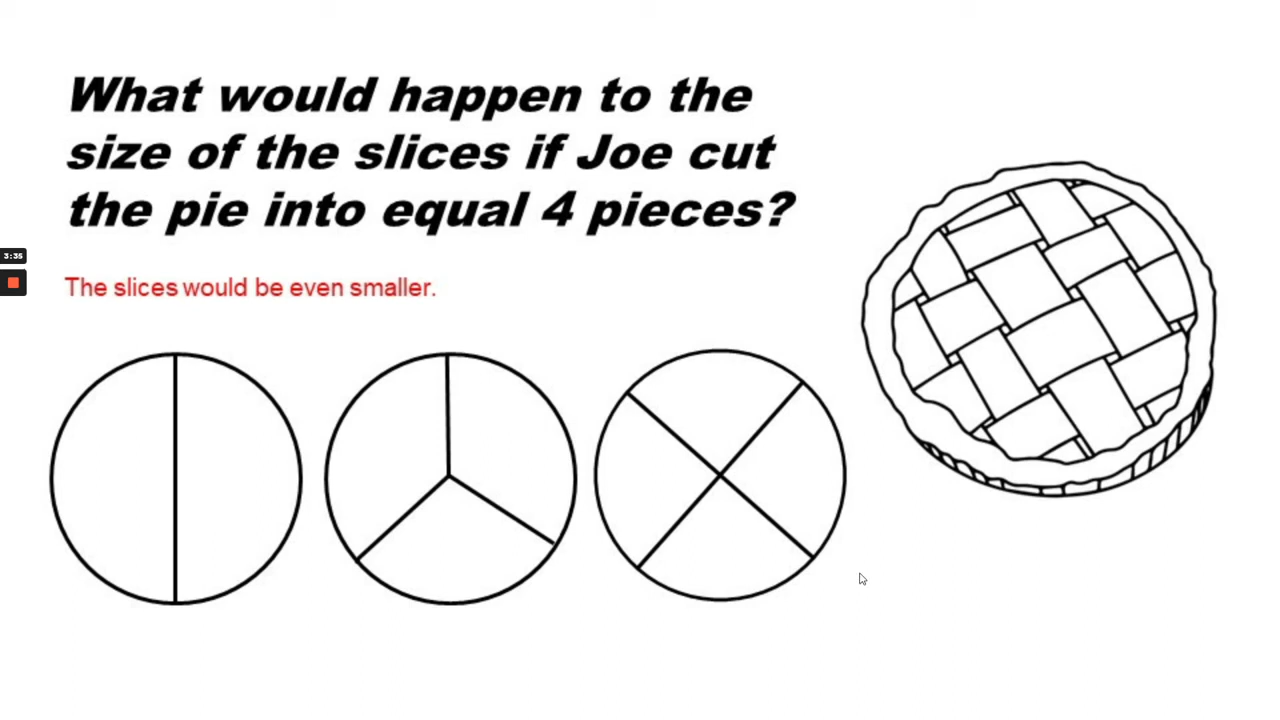 What would happen to the
size of the slices if Joe cut
the pie into equal 4 pieces?
3:35
The slices would be even smaller.